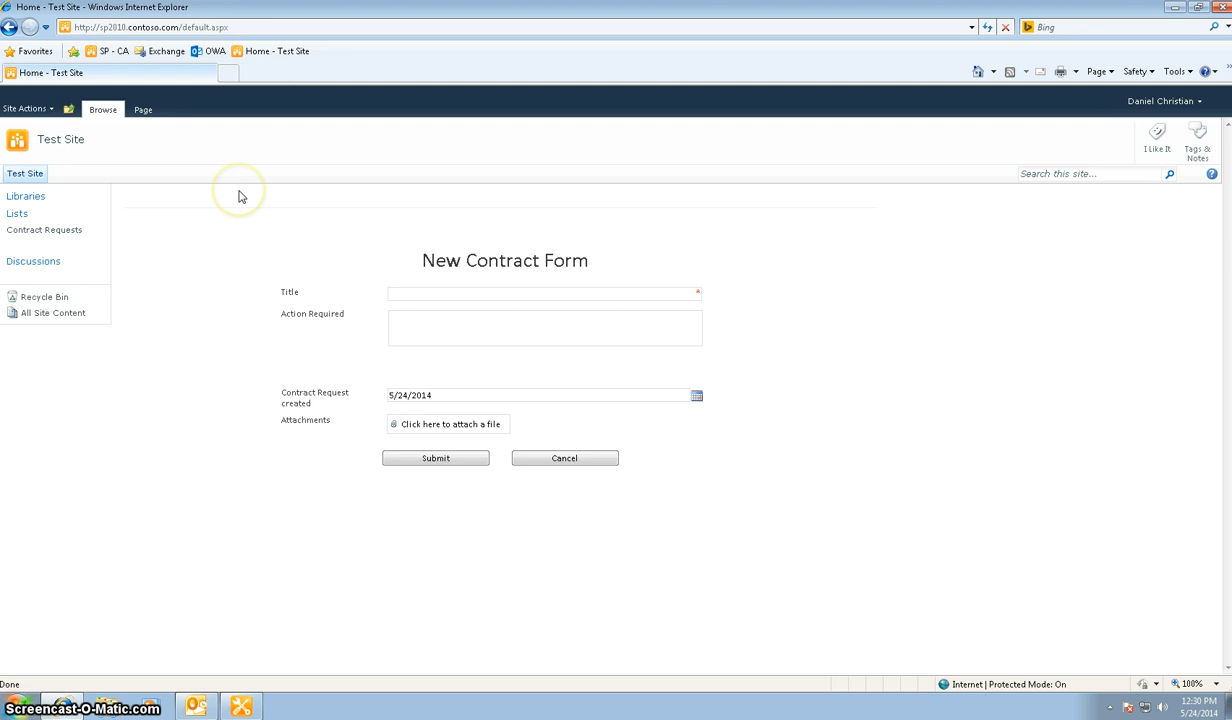 Home - Test Site - Windows Internet Explorer
http://sp2010.contoso.com/default.aspx
Bing
Favorites
SP - CA
Exchange
OWA
Home - Test Site
Home - Test Site
Page
Safety
Tools
Site Actions
Browse
Page
Daniel Christian
Test Site
I Like It
Tags &
Notes
Test Site
Search this site...
Libraries
Lists
Contract Requests
Discussions
Recycle Bin
All Site Content
New Contract Form
Title
*
Action Required
Contract Request
created
5/24/2014
Attachments
Click here to attach a file
Submit
Cancel
Done
Internet | Protected Mode: On
100%
Screencast-O-Matic.com
12:30 PM
5/24/2014